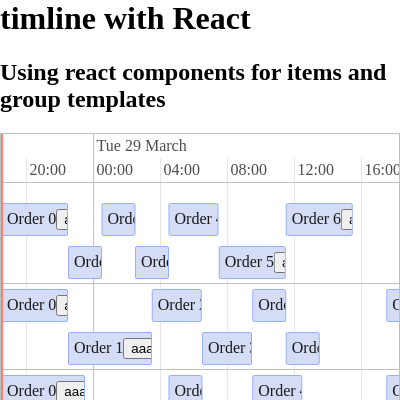 timline with React
Using react components for items and
group templates
Tue 29 March
20:00 00:00 04:00 08:00 12:00 16:00
Order 0 Order 6
Order 5
Order 0
Order 1 aaa
Order 0 aaa